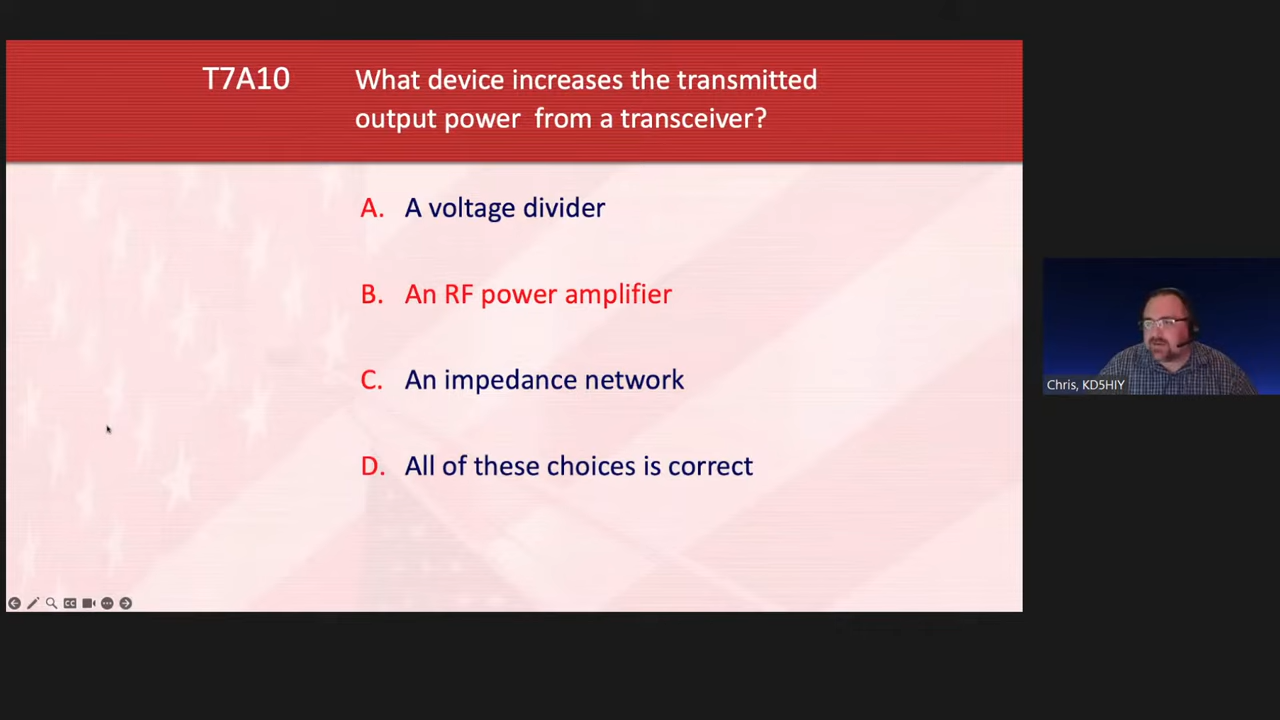 T7A10
What device increases the transmitted
output power  from a transceiver?
A. A voltage divider
B. An RF power amplifier
C. An impedance network
D. All of these choices is correct
Chris, KD5HIY
CC